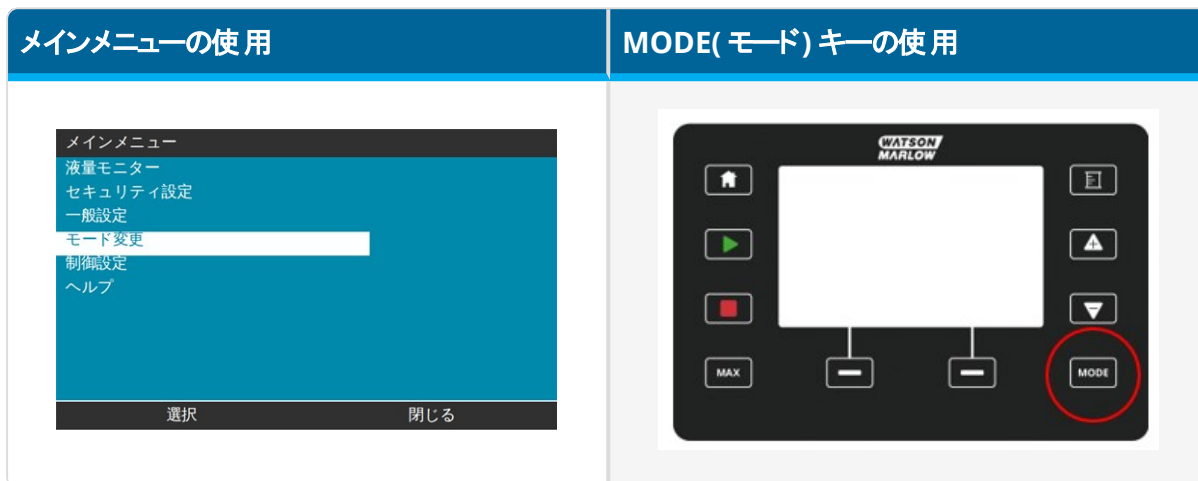 メインメニューの使用
MODE(モード) キーの使用
メインメニュー
液量モニター
セキュリティ設定
一般設定
モード変更
制御設定
ヘルプ
選択
閉じる
WATSON
MARLOW
MAX
MODE